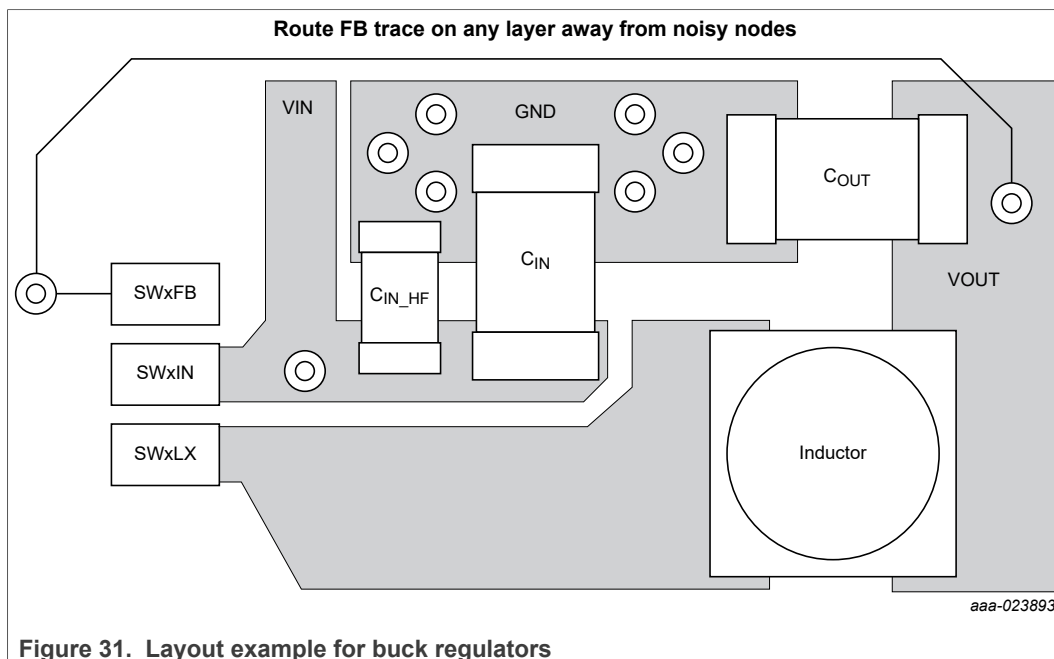 Route FB trace on any layer away from noisy nodes
VIN
GND
COUT
CIN
CIN_HF
VOUT
SWxFB
SWxIN
SWxLX
Inductor
aaa-023893
Figure 31. Layout example for buck regulators